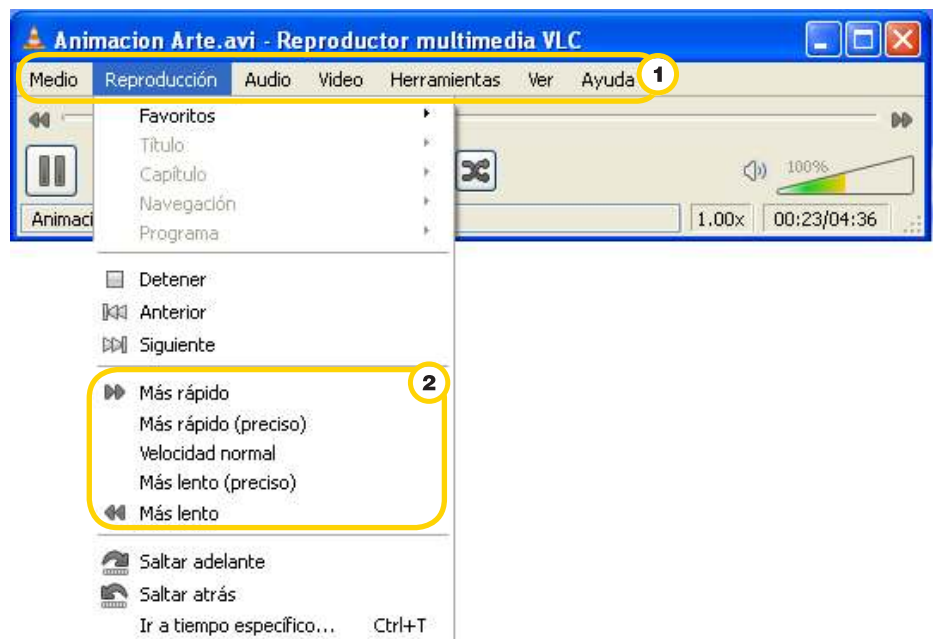 Animacion Arte.avi - Reproductor multimedia VLC
Medio Reproducción Audio Video Herramientas Ver Ayuda 1
Favoritos
Título
Capítulo
100%
Navegación
Animaci 1.00x 00:23/04:36
Programa
Detener
Anterior
Siguiente
2
Más rápido
Más rápido (preciso)
Velocidad normal
Más lento (preciso)
Más lento
Saltar adelante
Saltar atrás
Ir a tiempo específico... Ctrl+T